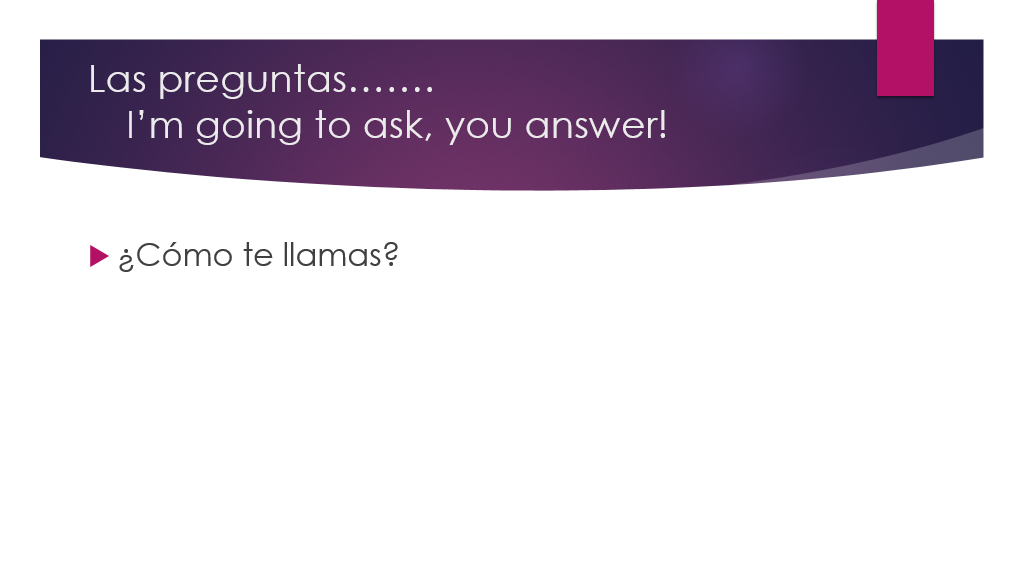 Las preguntas.......
I’m going to ask, you answer!
¿Cómo te llamas?